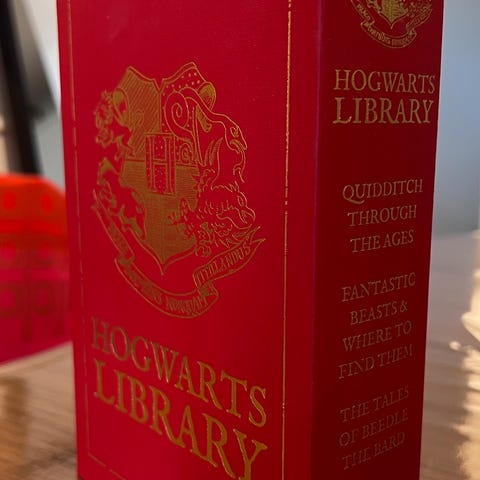 H
TITILLANDUS
HOGWARTS
LIBRARY
HOGWARTS
LIBRARY
QUIDDITCH
THROUGH
THE AGES
FANTASTIC
BEASTS &
WHERE TO
FIND THEM
THE TALES
OF BEEDLE
THE BARD